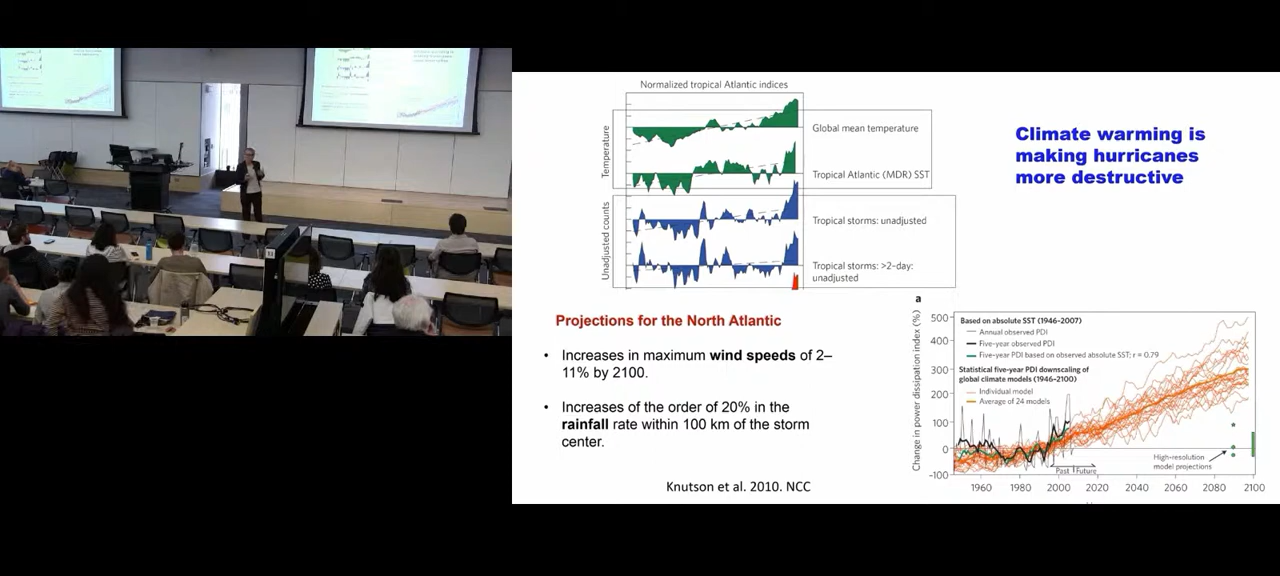 Normalized tropical Atlantic indices
Temperature
Global mean temperature
Tropical Atlantic (MDR) SST
Unadjusted counts
Tropical storms: unadjusted
Tropical storms: >2-day:
unadjusted
Climate warming is
making hurricanes
more destructive
Projections for the North Atlantic
• Increases in maximum wind speeds of 2–
11% by 2100.
• Increases of the order of 20% in the
rainfall rate within 100 km of the storm
center.
Knutson et al. 2010. NCC
a
Change in power dissipation index (%)
500
400
300
200
100
0
-100
Based on absolute SST (1946–2007)
Annual observed PDI
Five-year observed PDI
Five-year PDI based on observed absolute SST; r = 0.79
Statistical five-year PDI downscaling of
global climate models (1946–2100)
Individual model
Average of 24 models
High-resolution
model projections
Past Future
1960 1980 2000 2020 2040 2060 2080 2100